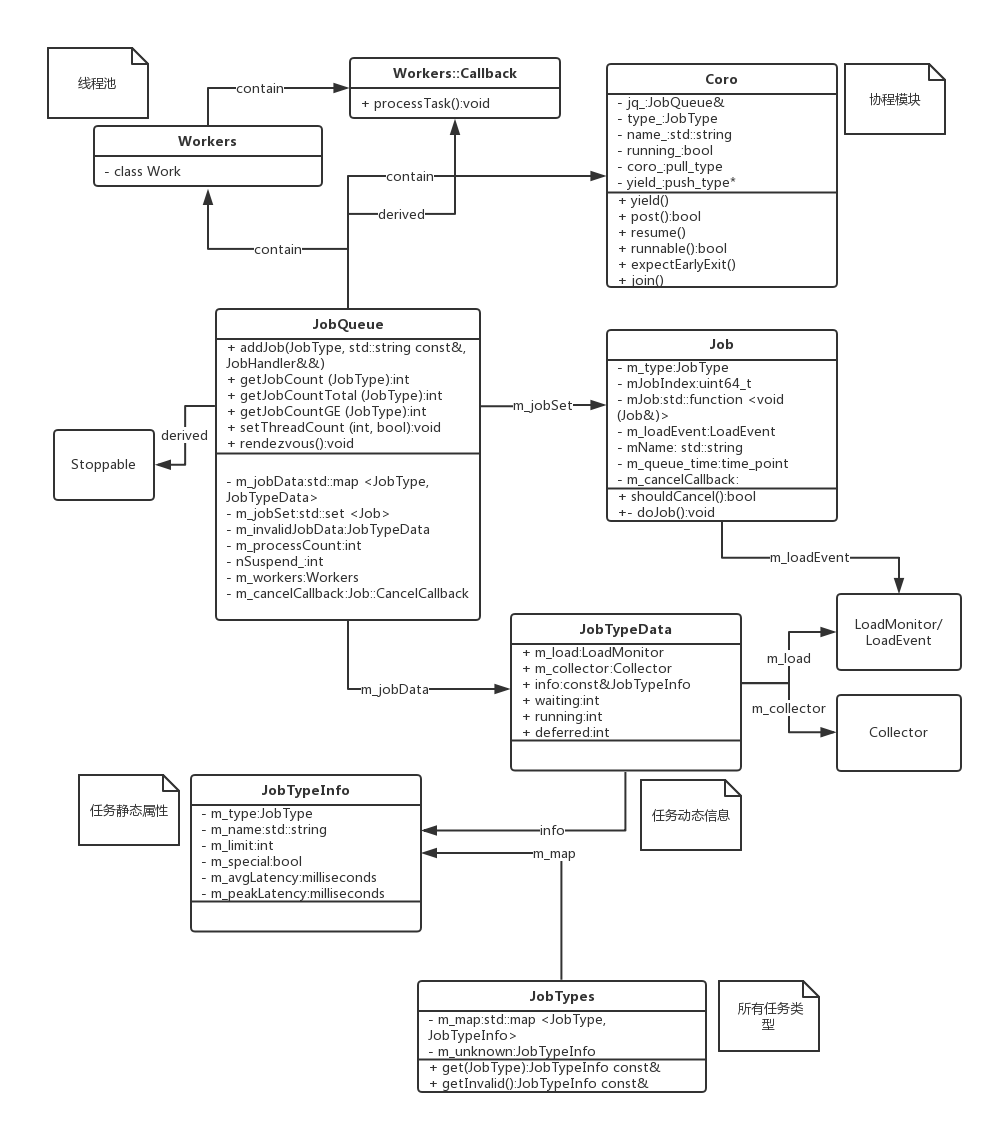 线程池
Workers::Callback
+ processTask():void
contain
Workers
- class Work
Coro
- jq_:JobQueue&
- type_:JobType
- name_:std::string
- running_:bool
- coro_:pull_type
- yield_:push_type*
+ yield()
+ post():bool
+ resume()
+ runnable():bool
+ expectEarlyExit()
+ join()
协程模块
contain
derived
contain
JobQueue
+ addJob(JobType, std::string const&,
JobHandler&&)
+ getJobCount (JobType):int
+ getJobCountTotal (JobType):int
+ getJobCountGE (JobType):int
+ setThreadCount (int, bool):void
+ rendezvous():void
- m_jobData:std::map <JobType,
JobTypeData>
- m_jobSet:std::set <Job>
- m_invalidJobData:JobTypeData
- m_processCount:int
- nSuspend_:int
- m_workers:Workers
- m_cancelCallback:Job::CancelCallback
derived
Stoppable
m_jobSet
Job
- m_type:JobType
- mJobIndex:uint64_t
- mJob:std::function <void
(Job&)>
- m_loadEvent:LoadEvent
- mName: std::string
- m_queue_time:time_point
- m_cancelCallback:
+ shouldCancel():bool
+- doJob():void
m_loadEvent
LoadMonitor/
LoadEvent
m_jobData
JobTypeData
+ m_load:LoadMonitor
+ m_collector:Collector
+ info:const&JobTypeInfo
+ waiting:int
+ running:int
+ deferred:int
m_load
m_collector
Collector
任务静态属性
JobTypeInfo
- m_type:JobType
- m_name:std::string
- m_limit:int
- m_special:bool
- m_avgLatency:milliseconds
- m_peakLatency:milliseconds
info
m_map
任务动态信息
JobTypes
- m_map:std::map <JobType,
JobTypeInfo>
- m_unknown:JobTypeInfo
+ get(JobType):JobTypeInfo const&
+ getInvalid():JobTypeInfo const&
所有任务类
型